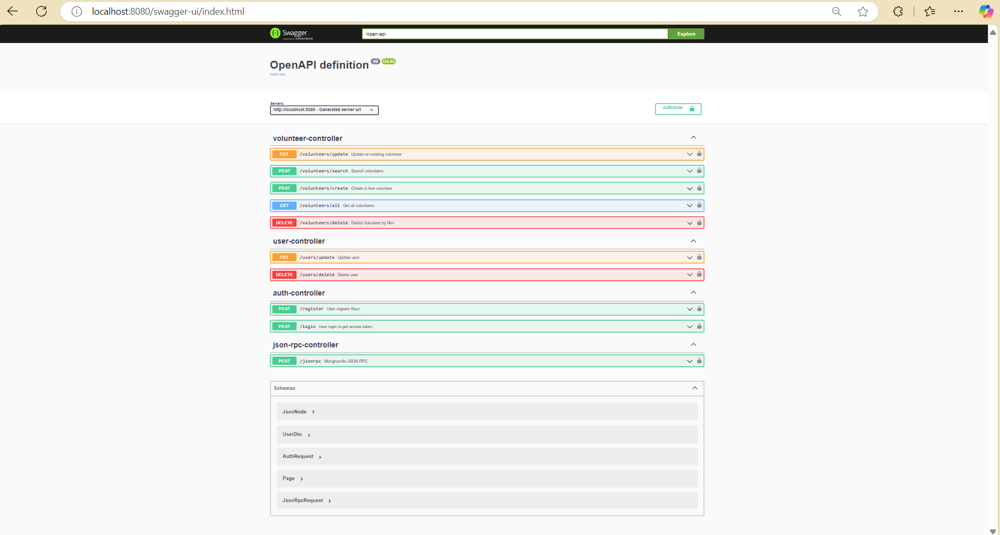 localhost:8080/swagger-ui/index.html
Swagger
Supported by SMARTBEAR
/open-api
Explore
OpenAPI definition v0 OAS3
/open-api
Servers
http://localhost:8080 - Generated server url
Authorize
volunteer-controller
PUT /volunteers/update Update an existing volunteer
POST /volunteers/search Search volunteers
POST /volunteers/create Create a new volunteer
GET /volunteers/all Get all volunteers
DELETE /volunteers/delete Delete Volunteer by Nim
user-controller
PUT /users/update Update user
DELETE /users/delete Delete user
auth-controller
POST /register User register Akun
POST /login User login to get access token.
json-rpc-controller
POST /jsonrpc Menghandle JSON-RPC
Schemas
JsonNode
UserDto
AuthRequest
Page
JsonRpcRequest